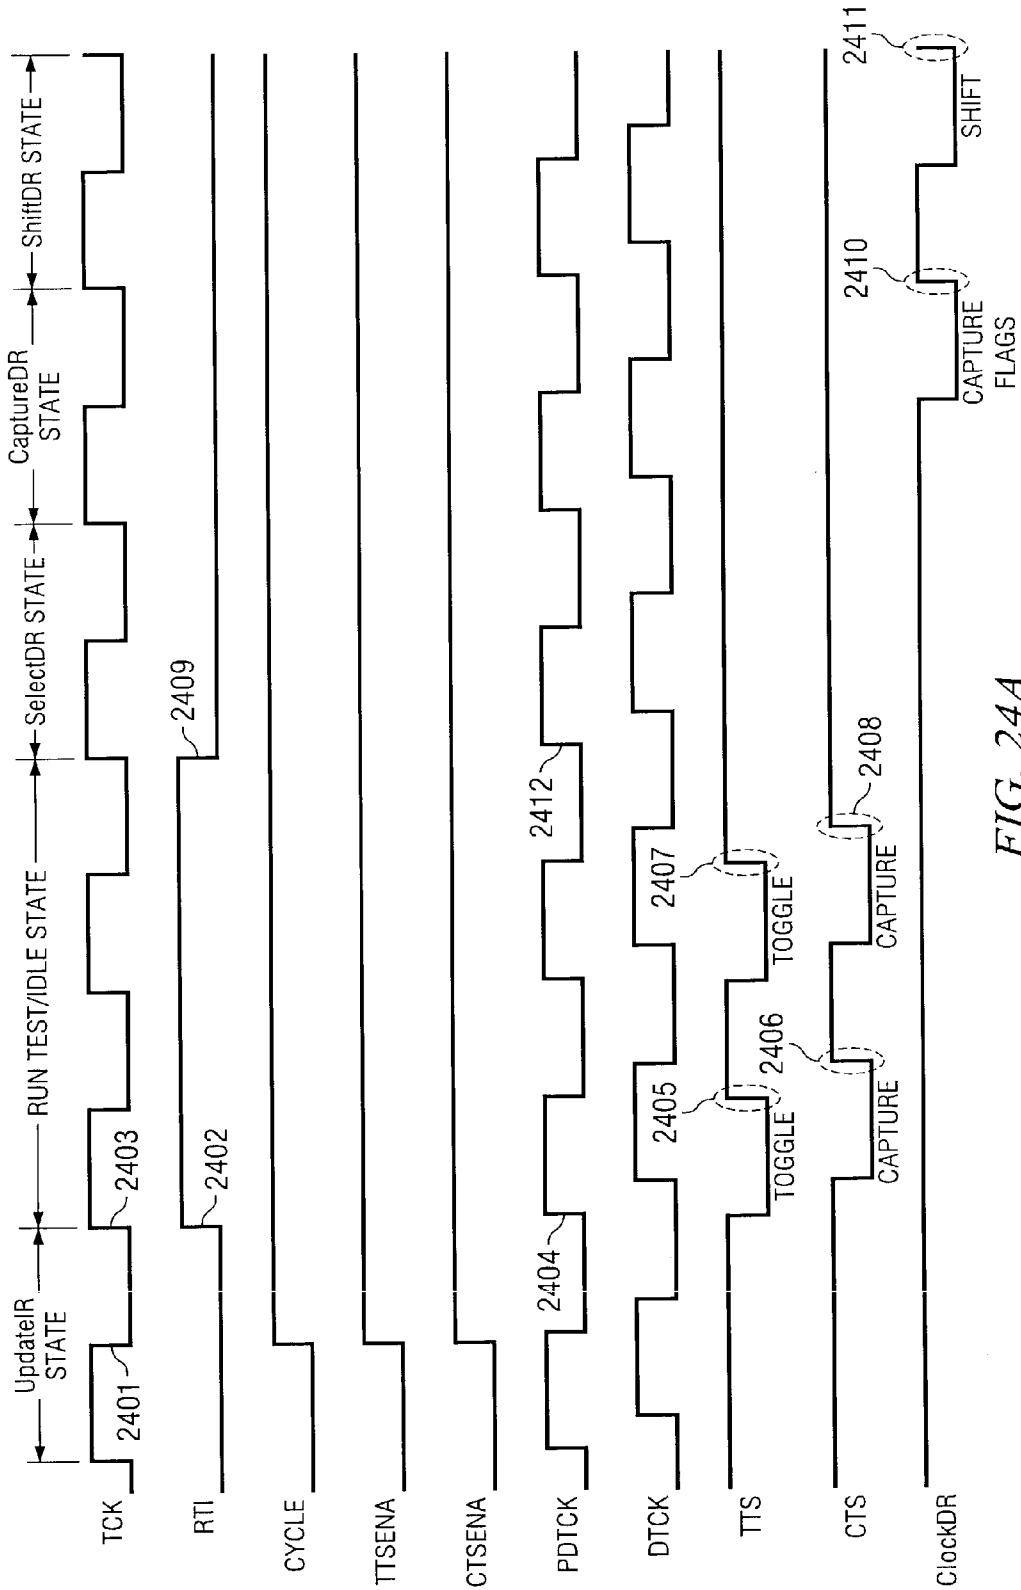 UpdateIR
STATE
RUN TEST/IDLE STATE
SelectDR STATE
CaptureDR
STATE
ShiftDR STATE
TCK
2401
2403
RTI
2402
2409
CYCLE
TTSENA
CTSENA
PDTCK
2404
2412
DTCK
TTS
2405
TOGGLE
2407
TOGGLE
CTS
2406
CAPTURE
2408
CAPTURE
ClockDR
2410
CAPTURE
FLAGS
2411
SHIFT
FIG. 24A